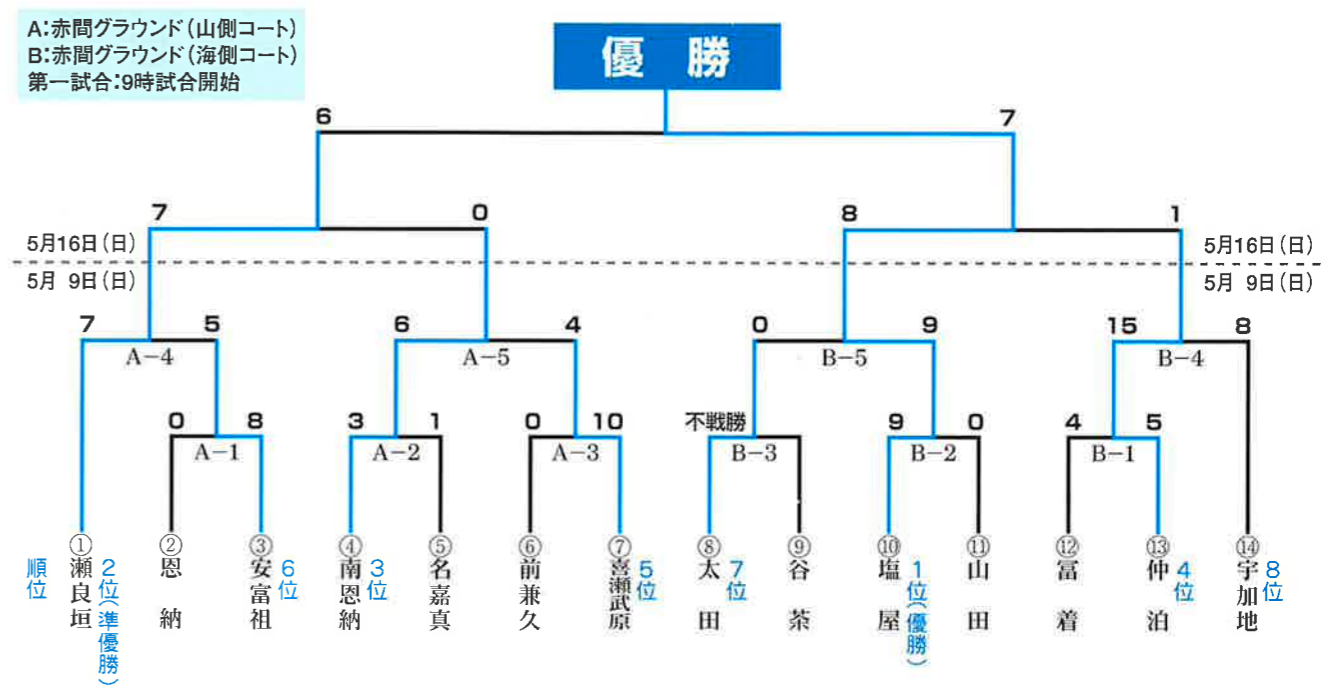 A:赤間グラウンド(山側コート)
B:赤間グラウンド(海側コート)
第一試合:9時試合開始
優勝
6
7
7
0
8
1
5月16日(日)
5月16日(日)
5月 9日(日)
5月 9日(日)
7
5
6
4
0
9
15
8
A-4
A-5
B-5
B-4
0
8
3
1
0
10
不戦勝
9
0
4
5
A-1
A-2
A-3
B-3
B-2
B-1
順位
①瀬良垣
2位(準優勝)
②恩納
③安富祖
6位
④南恩納
3位
⑤名嘉真
⑥前兼久
⑦喜瀬武原
5位
⑧太田
7位
⑨谷茶
⑩塩屋
1位(優勝)
⑪山田
⑫冨着
⑬仲泊
4位
⑭宇加地
8位